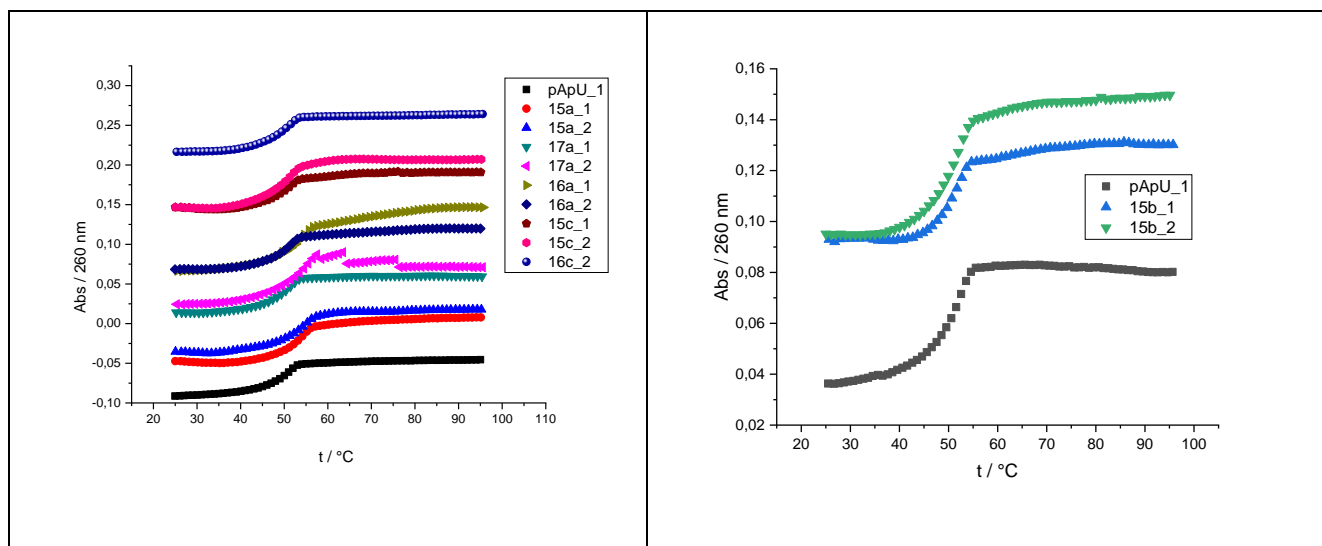 0,30
0,25
0,20
0,15
0,10
0,05
0,00
-0,05
-0,10
Abs / 260 nm
20 30 40 50 60 70 80 90 100 110
t / °C
pApU_1
15a_1
15a_2
17a_1
17a_2
16a_1
16a_2
15c_1
15c_2
16c_2
0,16
0,14
0,12
0,10
0,08
0,06
0,04
0,02
Abs / 260 nm
20 30 40 50 60 70 80 90 100
t / °C
pApU_1
15b_1
15b_2